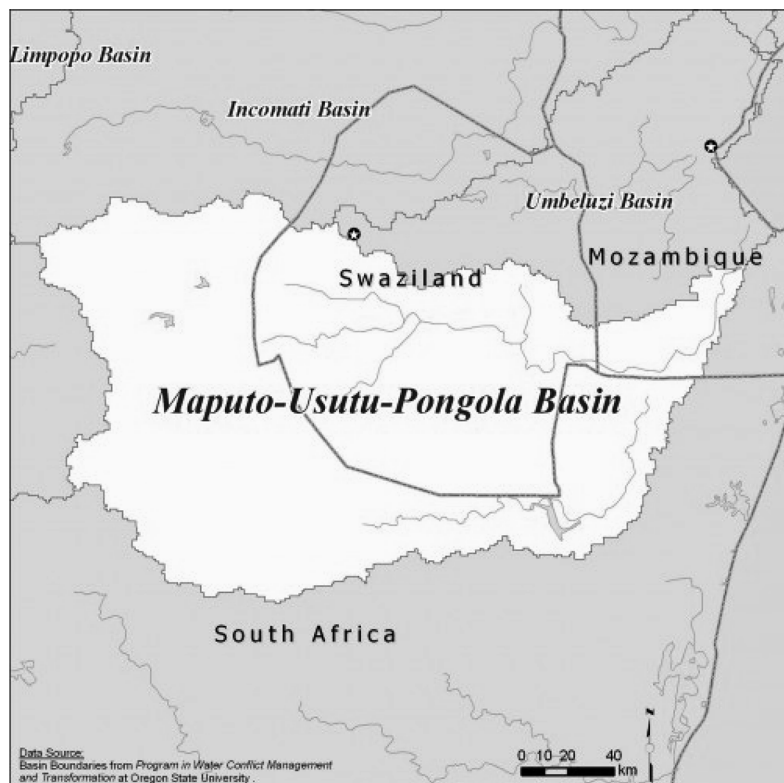 Limpopo Basin
Incomati Basin
Umbeluzi Basin
Mozambique
Swaziland
Maputo-Usutu-Pongola Basin
South Africa
Data Source:
Basin Boundaries from Program in Water Conflict Management
and Transformation at Oregon State University .
0 10 20 40
km
z